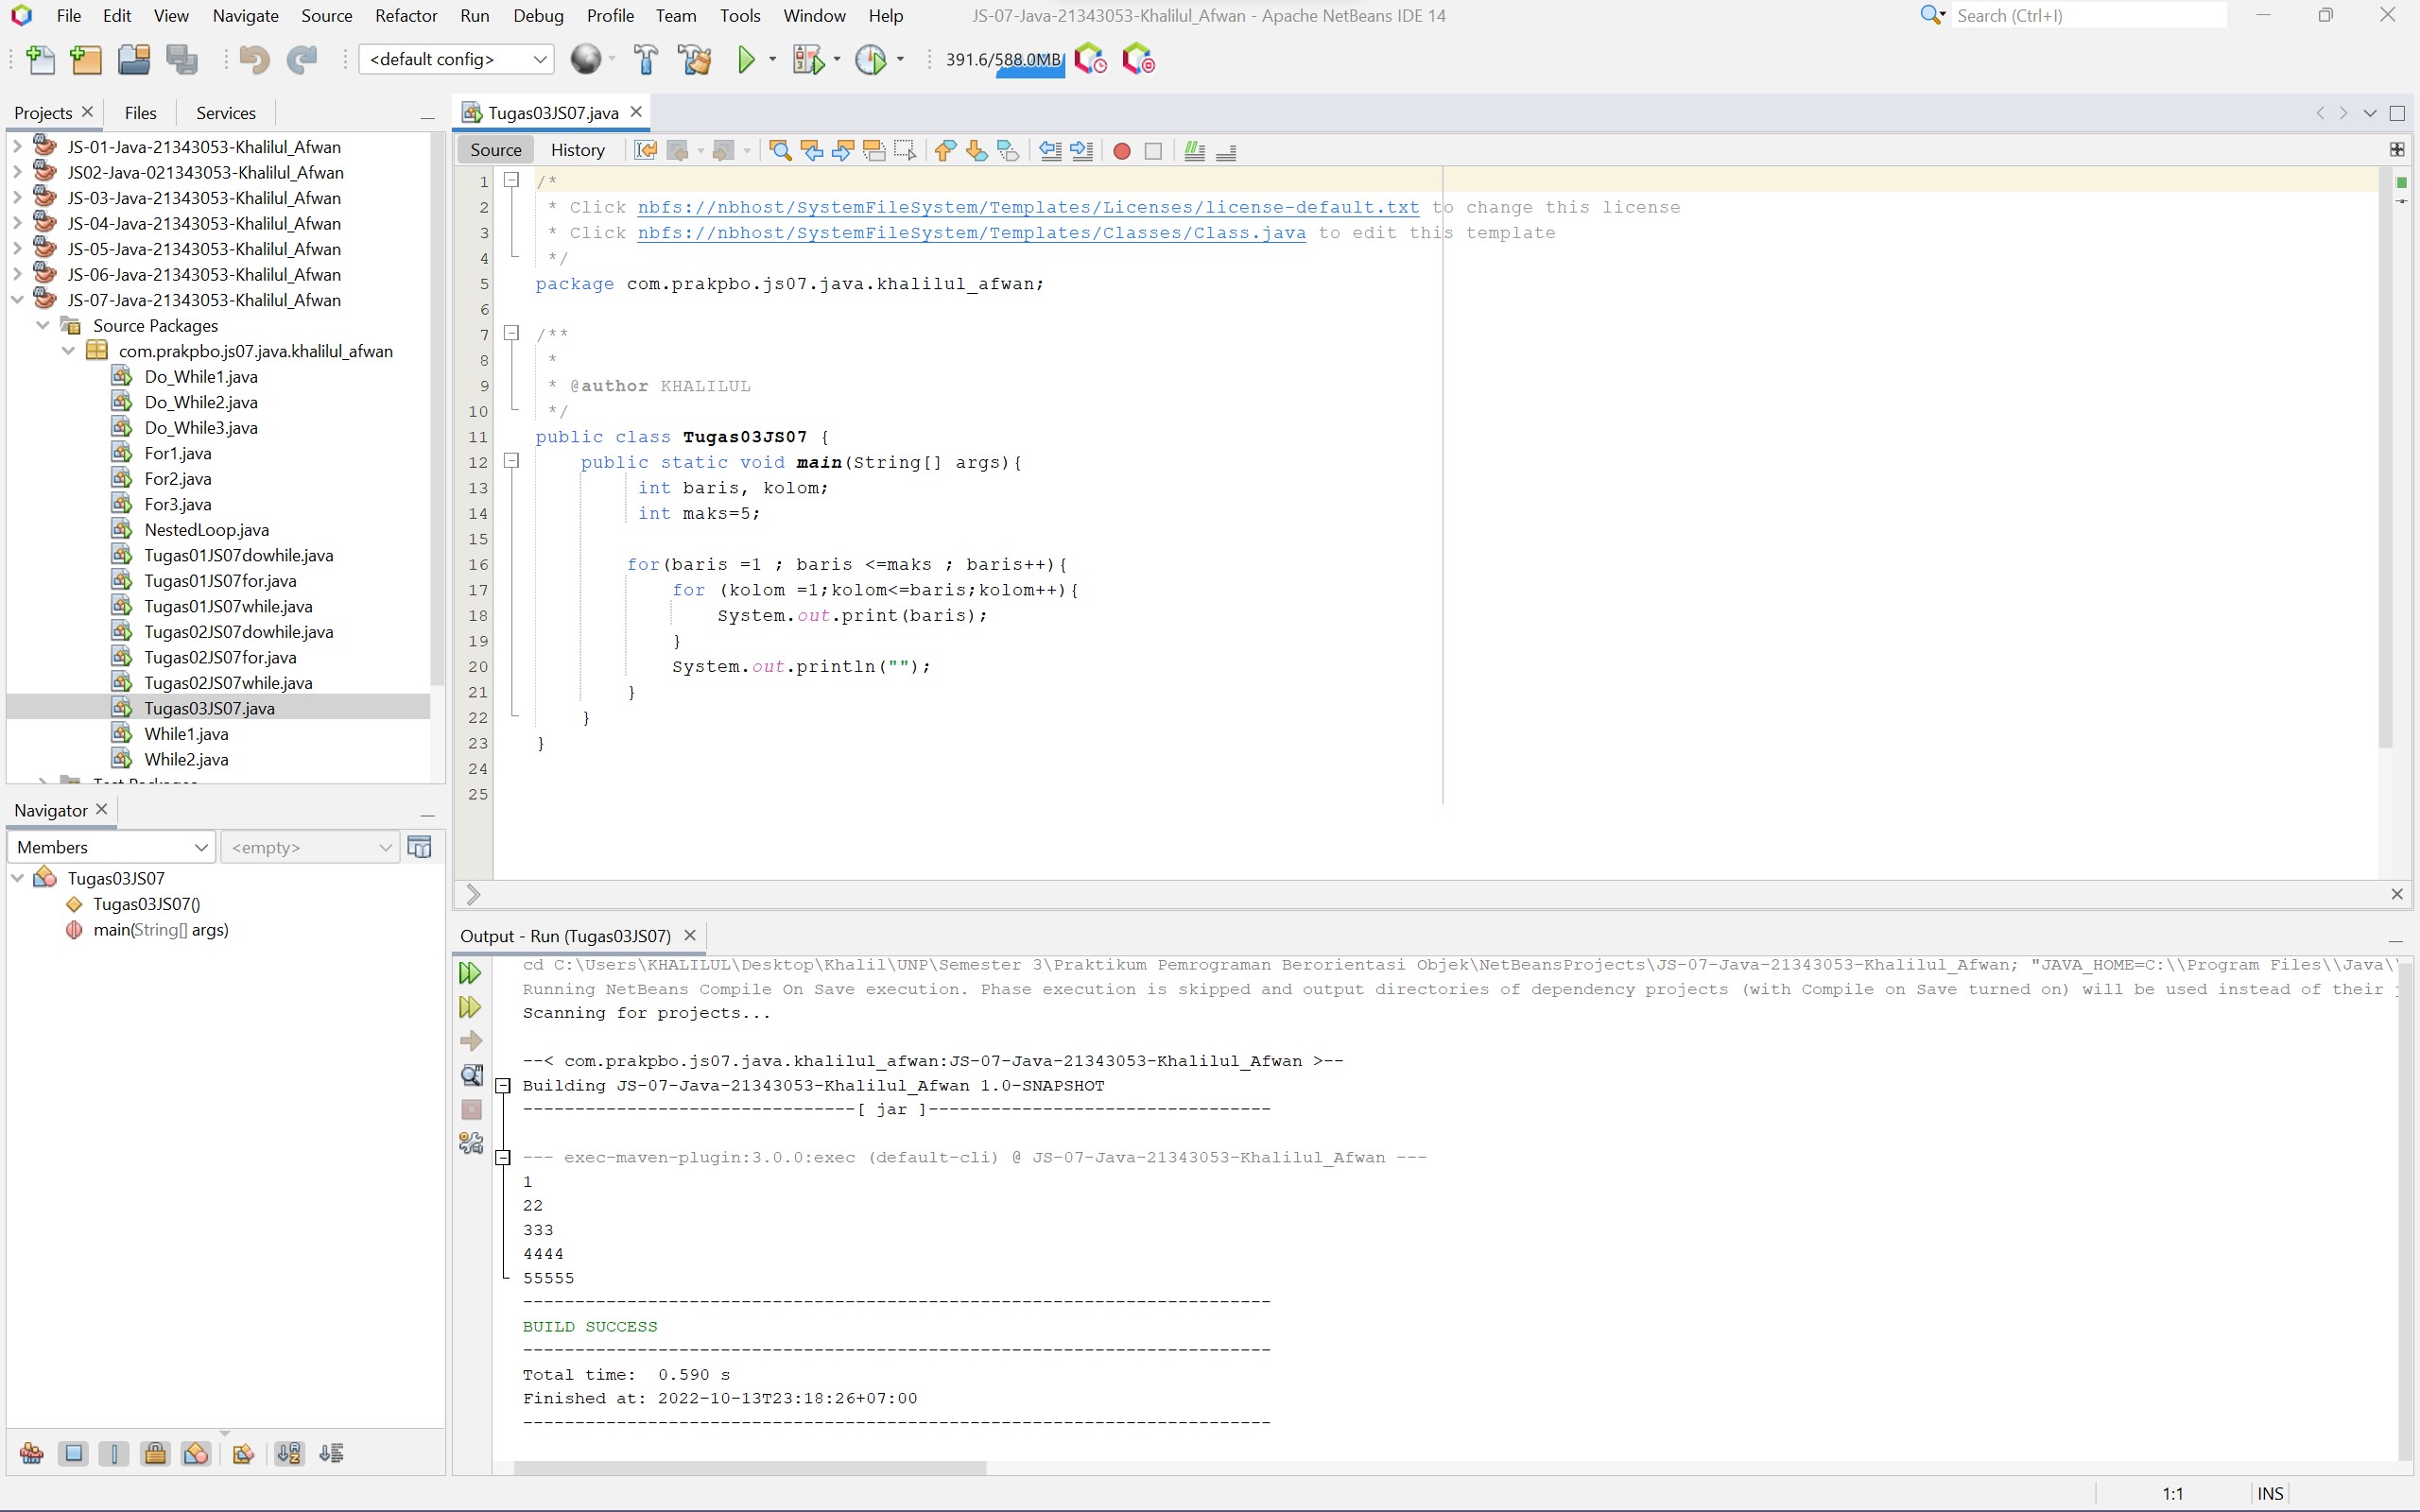 File Edit View Navigate Source Refactor Run Debug Profile Team Tools Window Help
JS-07-Java-21343053-Khalilul_Afwan - Apache NetBeans IDE 14
Search (Ctrl+I)
<default config>
391.6/588.0MB
Projects Files Services
JS-01-Java-21343053-Khalilul_Afwan
JS02-Java-021343053-Khalilul_Afwan
JS-03-Java-21343053-Khalilul_Afwan
JS-04-Java-21343053-Khalilul_Afwan
JS-05-Java-21343053-Khalilul_Afwan
JS-06-Java-21343053-Khalilul_Afwan
JS-07-Java-21343053-Khalilul_Afwan
Source Packages
com.prakpbo.js07.java.khalilul_afwan
Do_While1.java
Do_While2.java
Do_While3.java
For1.java
For2.java
For3.java
NestedLoop.java
Tugas01JS07dowhile.java
Tugas01JS07for.java
Tugas01JS07while.java
Tugas02JS07dowhile.java
Tugas02JS07for.java
Tugas02JS07while.java
Tugas03JS07.java
While1.java
While2.java
Test Packages
Navigator
Members
<empty>
Tugas03JS07
Tugas03JS07()
main(String[] args)
Tugas03JS07.java
Source History
1 /*
2 * Click nbfs://nbhost/SystemFileSystem/Templates/Licenses/license-default.txt to change this license
3 * Click nbfs://nbhost/SystemFileSystem/Templates/Classes/Class.java to edit this template
4 */
5 package com.prakpbo.js07.java.khalilul_afwan;
6
7 /**
8 *
9 * @author KHALILUL
10 */
11 public class Tugas03JS07 {
12 public static void main(String[] args){
13 int baris, kolom;
14 int maks=5;
15
16 for(baris =1 ; baris <=maks ; baris++){
17 for (kolom =1;kolom<=baris;kolom++){
18 System.out.print(baris);
19 }
20 System.out.println("");
21 }
22 }
23 }
24
25
Output - Run (Tugas03JS07)
cd C:\Users\KHALILUL\Desktop\Khalil\UNP\Semester 3\Praktikum Pemrograman Berorientasi Objek\NetBeansProjects\JS-07-Java-21343053-Khalilul_Afwan; "JAVA_HOME=C:\\Program Files\\Java\
Running NetBeans Compile On Save execution. Phase execution is skipped and output directories of dependency projects (with Compile on Save turned on) will be used instead of their
Scanning for projects...
--< com.prakpbo.js07.java.khalilul_afwan:JS-07-Java-21343053-Khalilul_Afwan >--
Building JS-07-Java-21343053-Khalilul_Afwan 1.0-SNAPSHOT
--------------------------------[ jar ]---------------------------------
--- exec-maven-plugin:3.0.0:exec (default-cli) @ JS-07-Java-21343053-Khalilul_Afwan ---
1
22
333
4444
55555
------------------------------------------------------------------------
BUILD SUCCESS
------------------------------------------------------------------------
Total time: 0.590 s
Finished at: 2022-10-13T23:18:26+07:00
------------------------------------------------------------------------
1:1 INS